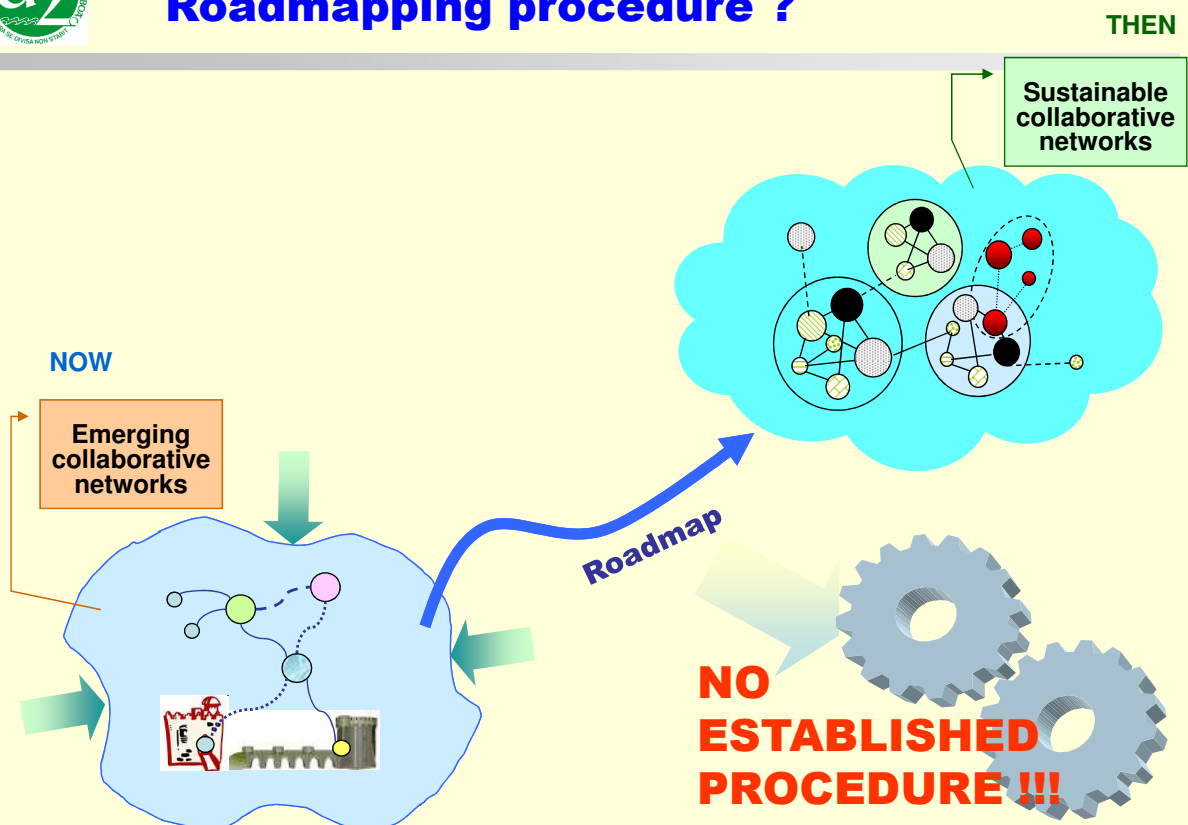 Roadmapping procedure ?
THEN
Sustainable
collaborative
networks
NOW
Emerging
collaborative
networks
Roadmap
NO
ESTABLISHED
PROCEDURE !!!